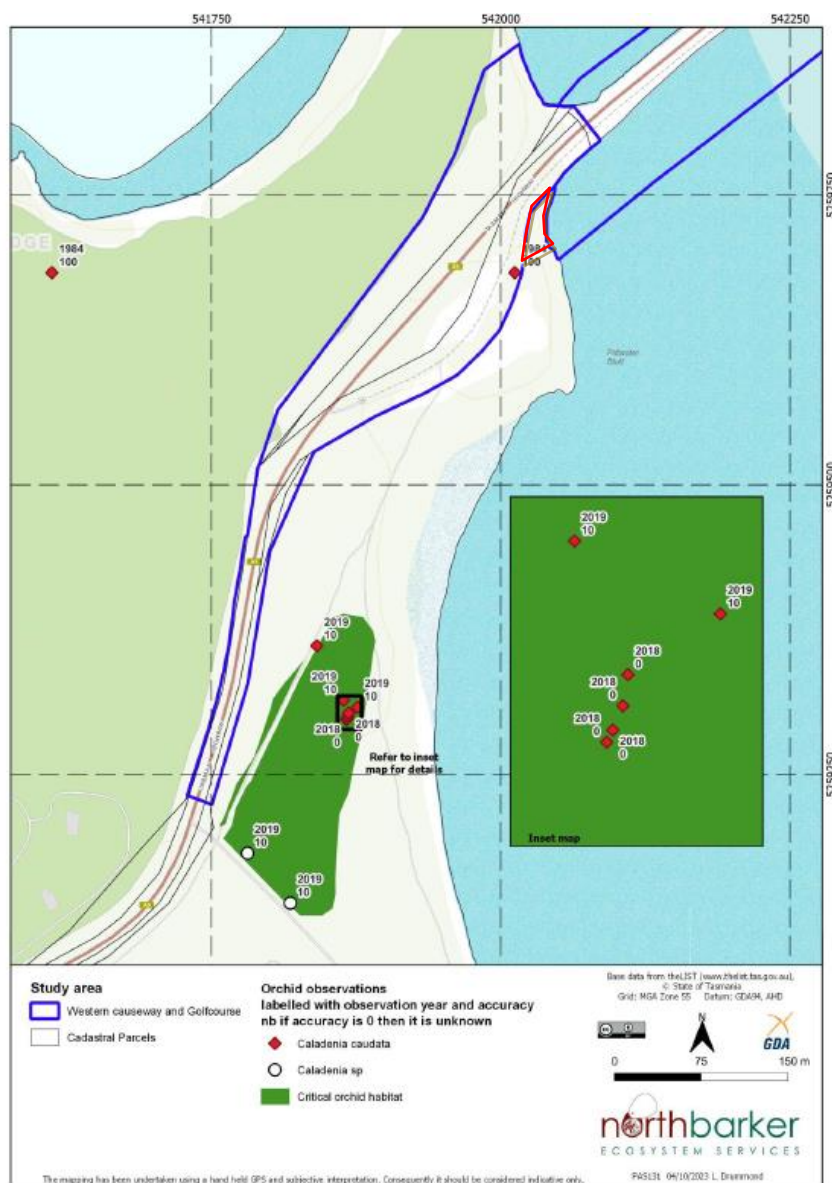 541750
542000
542250
5259750
1984
100
DGE
1984
100
Pittwater
Bluff
5259500
2019
10
2019
10
2018
0
2018
0
2018
0
2018
0
Inset map
2019
10
2019
10
2019
10
2018
0
2018
0
Refer to inset
map for details
5259250
2019
10
2019
10
Study area
Western causeway and Golfcourse
Cadastral Parcels
Orchid observations
labelled with observation year and accuracy
nb if accuracy is 0 then it is unknown
Caladenia caudata
Caladenia sp
Critical orchid habitat
Base data from theLIST (www.thelist.tas.gov.au),
© State of Tasmania
Grid: MGA Zone 55 Datum: GDA94, AHD
N
GDA
0 75 150 m
northbarker
ECOSYSTEM SERVICES
The mapping has been undertaken using a hand held GPS and subjective interpretation. Consequently it should be considered indicative only.
04/10/2023 L. Drummond